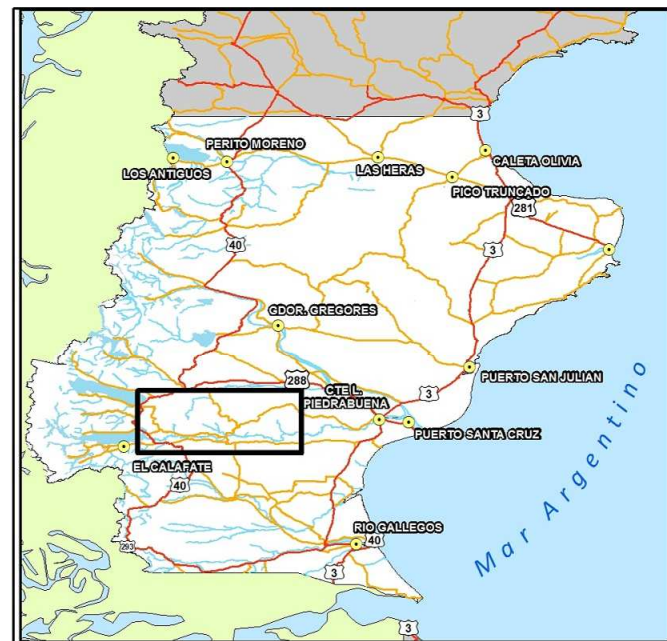 3
PERITO MORENO
LOS ANTIGUOS
LAS HERAS
CALETA OLIVIA
PICO TRUNCADO
281
40
3
GDOR. GREGORES
288
CTE L.
PIEDRABUENA
3
PUERTO SAN JULIAN
PUERTO SANTA CRUZ
EL CALAFATE
40
Mar Argentino
RIO GALLEGOS
40
293
3
3